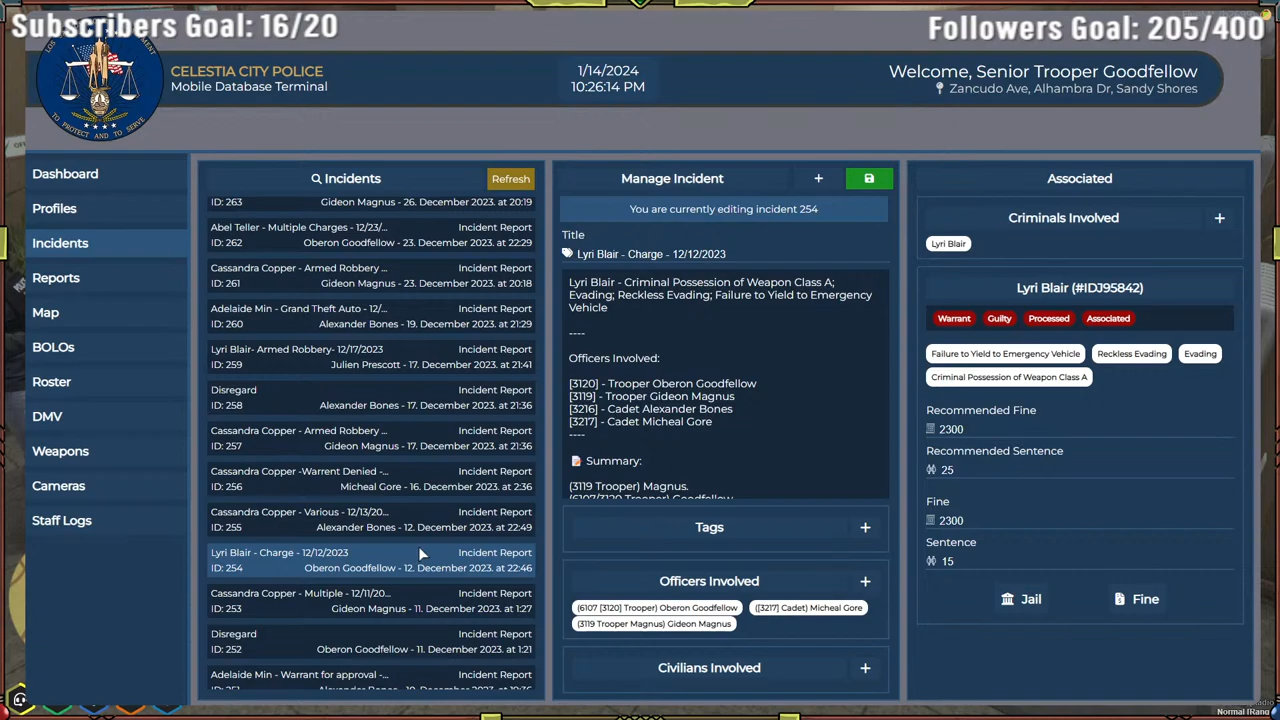 Subscribers Goal: 16/20
Followers Goal: 205/400
CELESTIA CITY POLICE
Mobile Database Terminal
TO PROTECT AND TO SERVE
1/14/2024
10:26:14 PM
Welcome, Senior Trooper Goodfellow
Zancudo Ave, Alhambra Dr, Sandy Shores
Dashboard
Profiles
Incidents
Reports
Map
BOLOs
Roster
DMV
Weapons
Cameras
Staff Logs
Incidents
Refresh
ID: 263 Gideon Magnus - 26. December 2023. at 20:19
Abel Teller - Multiple Charges - 12/23/... Incident Report
ID: 262 Oberon Goodfellow - 23. December 2023. at 22:29
Cassandra Copper - Armed Robbery ... Incident Report
ID: 261 Gideon Magnus - 23. December 2023. at 20:18
Adelaide Min - Grand Theft Auto - 12/... Incident Report
ID: 260 Alexander Bones - 19. December 2023. at 21:29
Lyri Blair- Armed Robbery- 12/17/2023 Incident Report
ID: 259 Julien Prescott - 17. December 2023. at 21:41
Disregard Incident Report
ID: 258 Alexander Bones - 17. December 2023. at 21:36
Cassandra Copper - Armed Robbery ... Incident Report
ID: 257 Gideon Magnus - 17. December 2023. at 21:36
Cassandra Copper -Warrent Denied -... Incident Report
ID: 256 Micheal Gore - 16. December 2023. at 2:36
Cassandra Copper - Various - 12/13/20... Incident Report
ID: 255 Alexander Bones - 12. December 2023. at 22:49
Lyri Blair - Charge - 12/12/2023 Incident Report
ID: 254 Oberon Goodfellow - 12. December 2023. at 22:46
Cassandra Copper - Multiple - 12/11/20... Incident Report
ID: 253 Gideon Magnus - 11. December 2023. at 1:27
Disregard Incident Report
ID: 252 Oberon Goodfellow - 11. December 2023. at 1:21
Adelaide Min - Warrant for approval -... Incident Report
Manage Incident +
You are currently editing incident 254
Title
Lyri Blair - Charge - 12/12/2023
Lyri Blair - Criminal Possession of Weapon Class A;
Evading; Reckless Evading; Failure to Yield to Emergency
Vehicle
----
Officers Involved:
[3120] - Trooper Oberon Goodfellow
[3119] - Trooper Gideon Magnus
[3216] - Cadet Alexander Bones
[3217] - Cadet Micheal Gore
----
📝 Summary:
(3119 Trooper) Magnus.
(6107/3120 Trooper) Goodfellow
Tags +
Officers Involved +
(6107 [3120] Trooper) Oberon Goodfellow ([3217] Cadet) Micheal Gore
(3119 Trooper Magnus) Gideon Magnus
Civilians Involved +
Associated
Criminals Involved +
Lyri Blair
Lyri Blair (#IDJ95842)
Warrant Guilty Processed Associated
Failure to Yield to Emergency Vehicle Reckless Evading Evading
Criminal Possession of Weapon Class A
Recommended Fine
2300
Recommended Sentence
25
Fine
2300
Sentence
15
Jail Fine
Normal [Rang